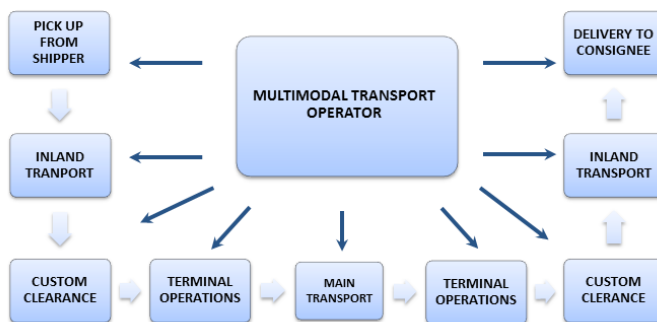 PICK UP
FROM
SHIPPER
MULTIMODAL TRANSPORT
OPERATOR
DELIVERY TO
CONSIGNEE
INLAND
TRANPORT
INLAND
TRANSPORT
CUSTOM
CLEARANCE
TERMINAL
OPERATIONS
MAIN
TRANSPORT
TERMINAL
OPERATIONS
CUSTOM
CLERANCE